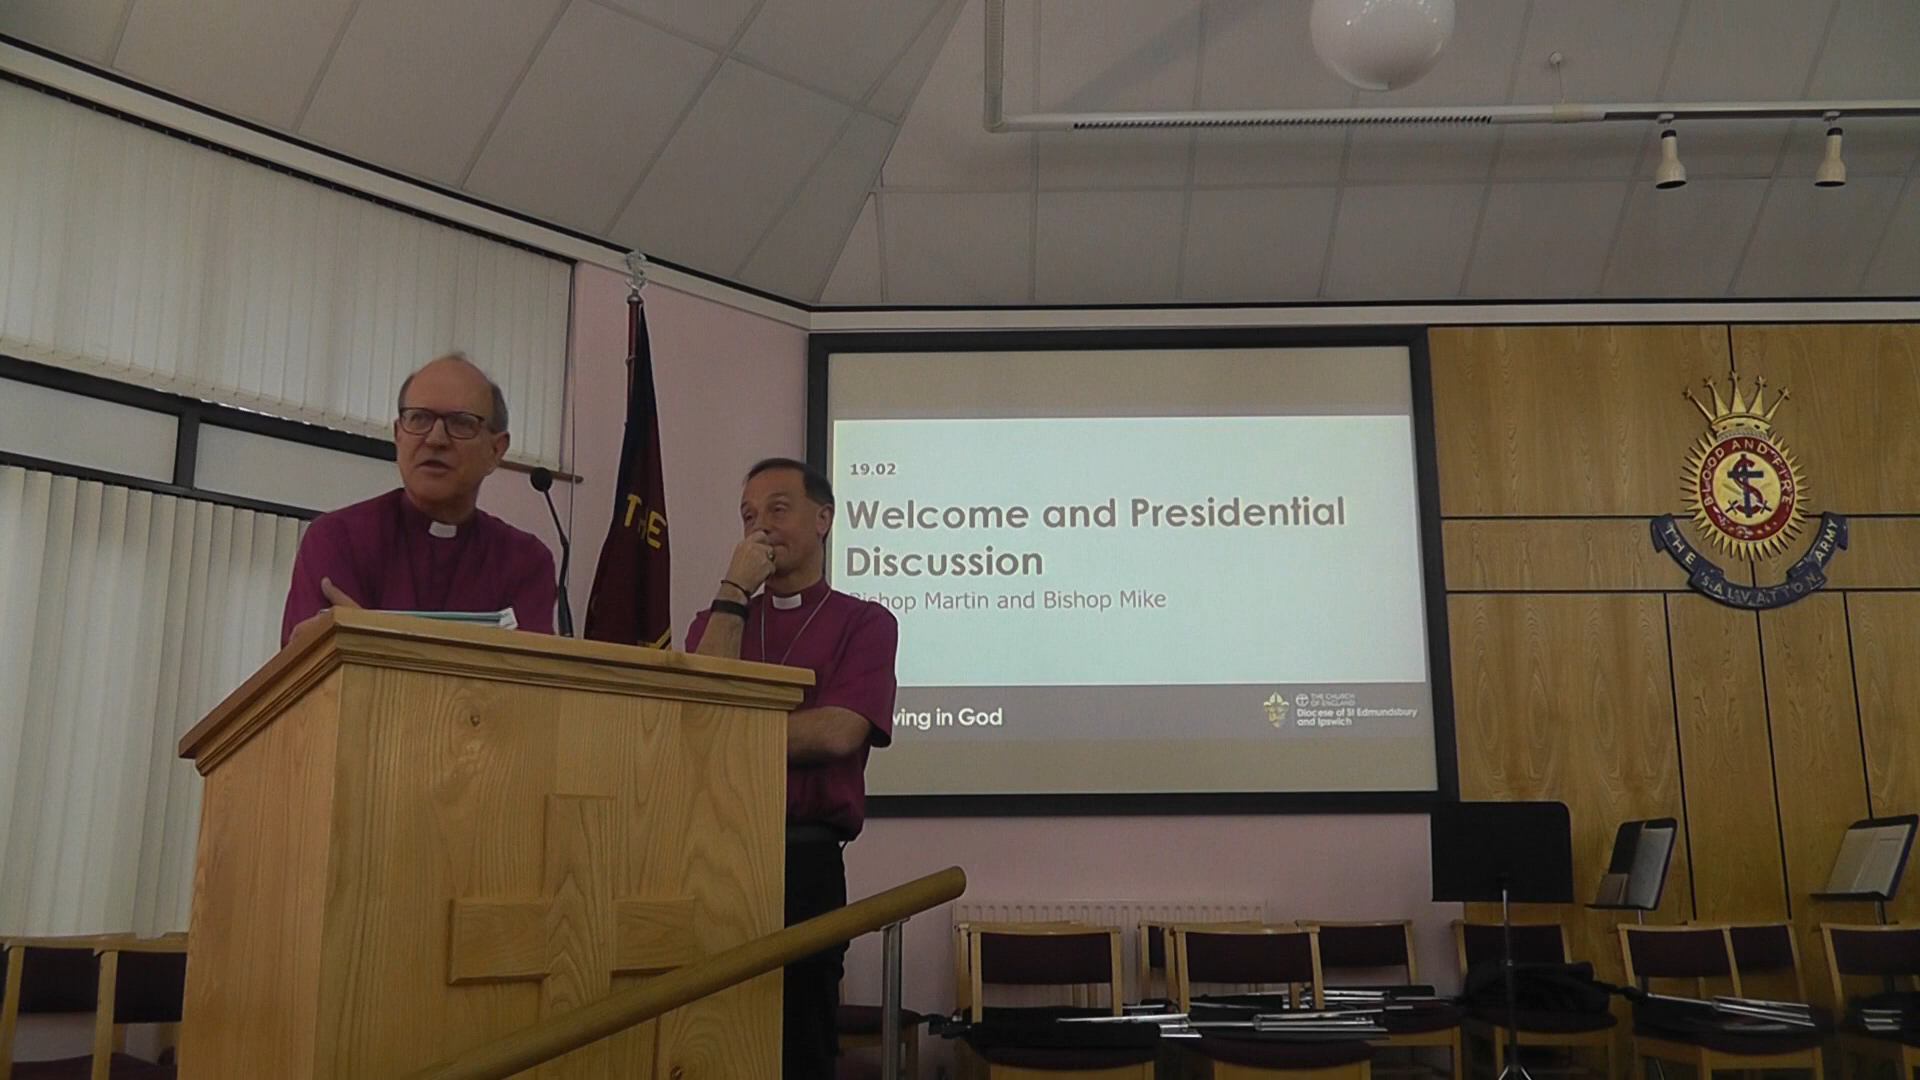 19.02
Welcome and Presidential
Discussion
Bishop Martin and Bishop Mike
ving in God
THE CHURCH
OF ENGLAND
Diocese of St Edmundsbury
and Ipswich
THE
BLOOD AND FIRE
THE SALVATION ARMY